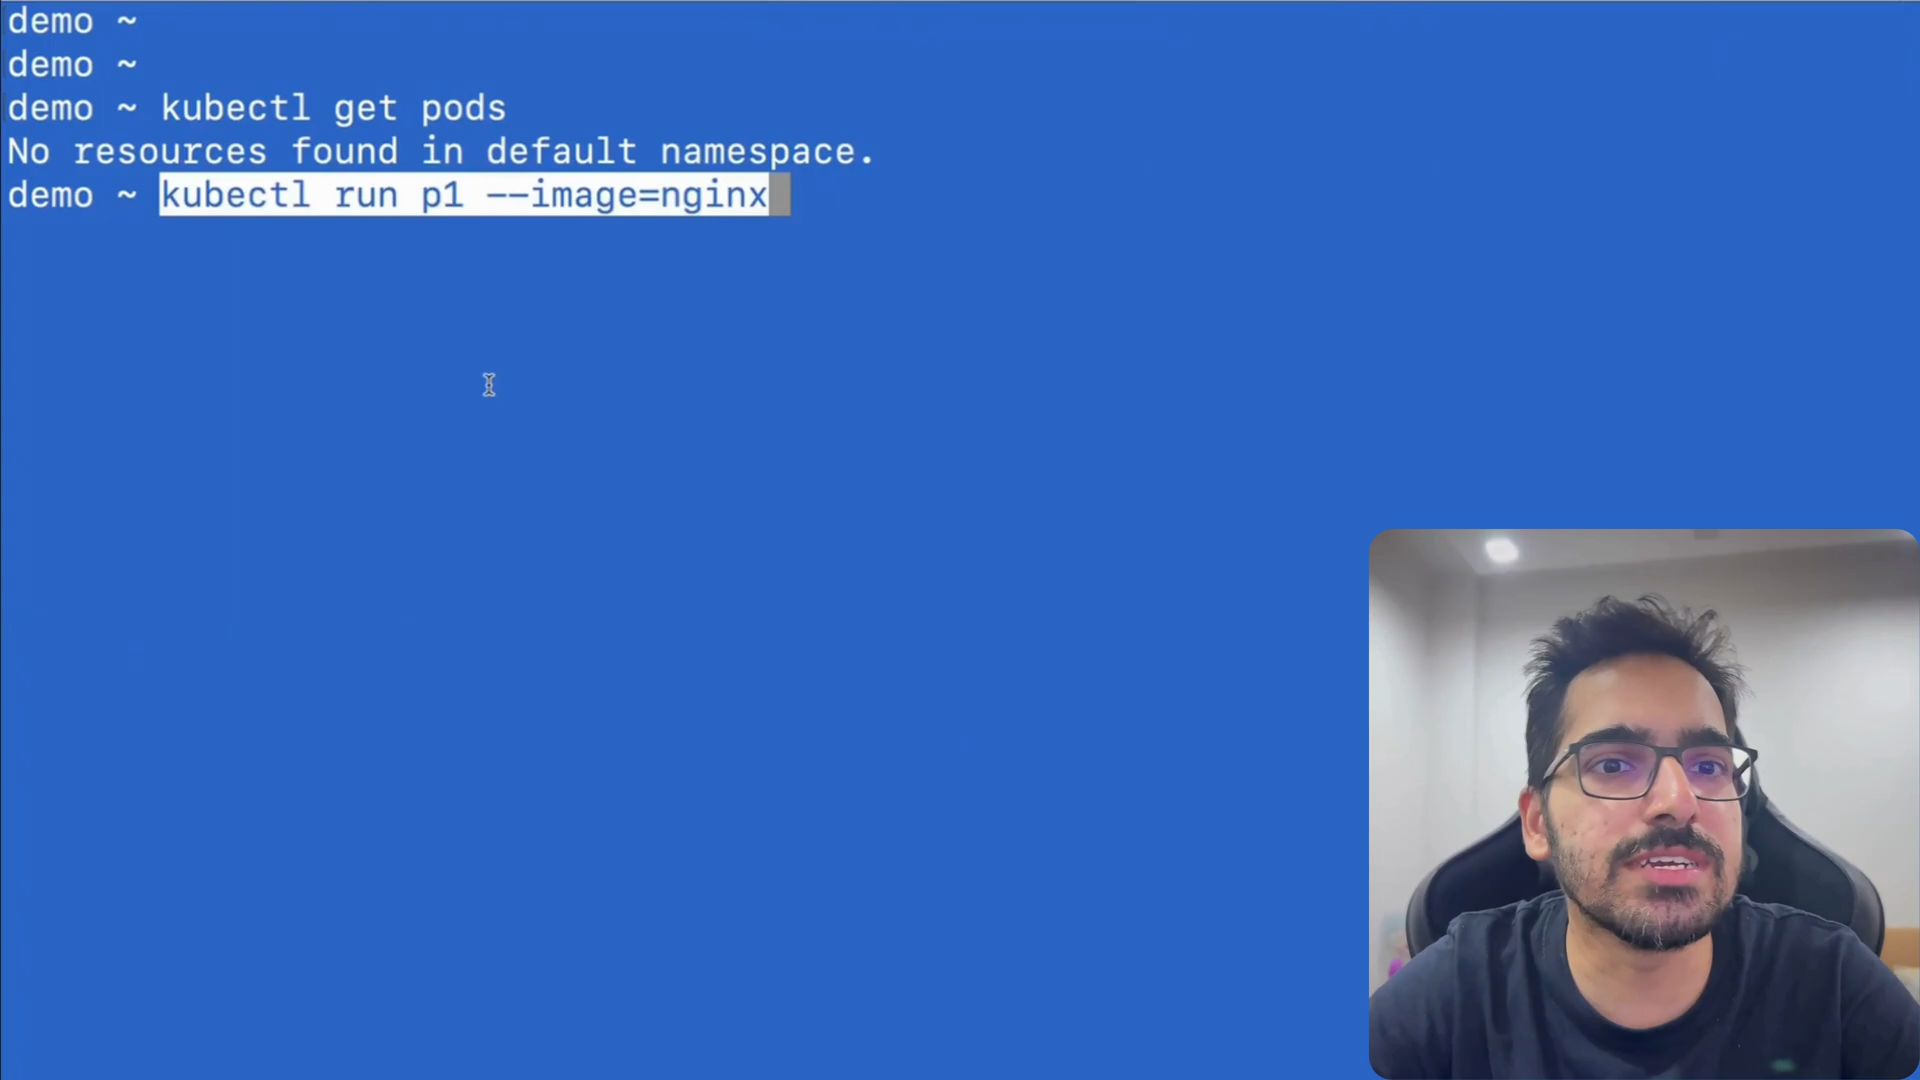 demo ~
demo ~
demo ~ kubectl get pods
No resources found in default namespace.
demo ~ kubectl run p1 --image=nginx